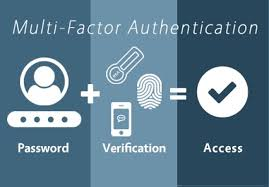 Multi-Factor Authentication
Password
Verification
Access